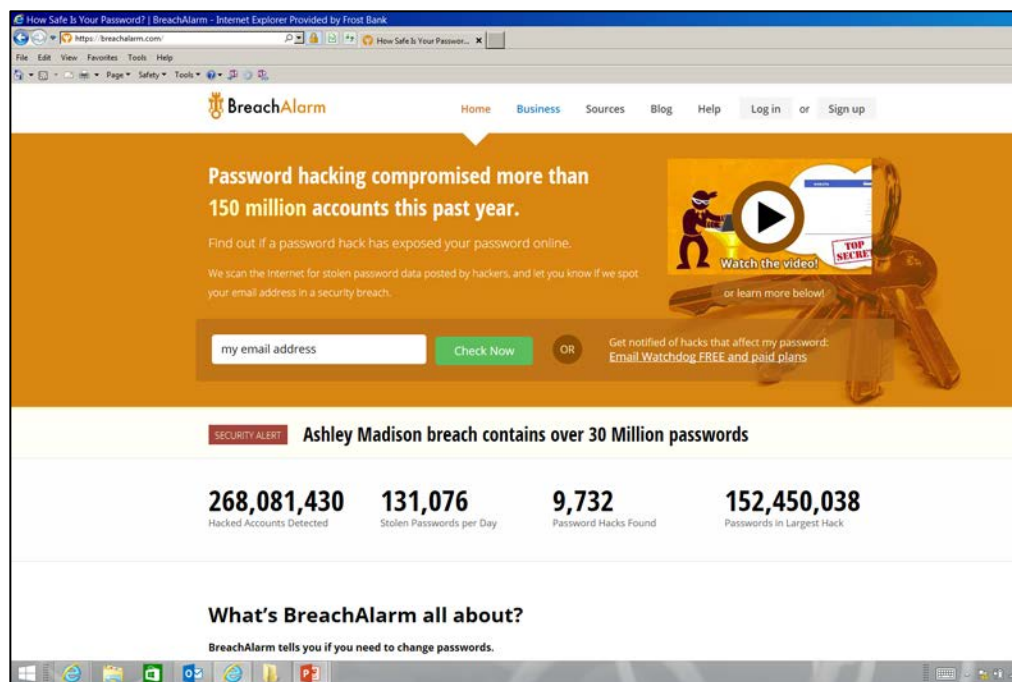 How Safe Is Your Password? | BreachAlarm - Internet Explorer Provided by Frost Bank
https://breachalarm.com/
How Safe Is Your Passwor...
File Edit View Favorites Tools Help
Page Safety Tools
BreachAlarm
Home Business Sources Blog Help Log in or Sign up
Password hacking compromised more than
150 million accounts this past year.
Find out if a password hack has exposed your password online.
We scan the Internet for stolen password data posted by hackers, and let you know if we spot
your email address in a security breach.
TOP
SECRET
Watch the video!
or learn more below!
my email address
Check Now
OR
Get notified of hacks that affect my password:
Email Watchdog FREE and paid plans
SECURITY ALERT Ashley Madison breach contains over 30 Million passwords
268,081,430 131,076 9,732 152,450,038
Hacked Accounts Detected Stolen Passwords per Day Password Hacks Found Passwords in Largest Hack
What's BreachAlarm all about?
BreachAlarm tells you if you need to change passwords.